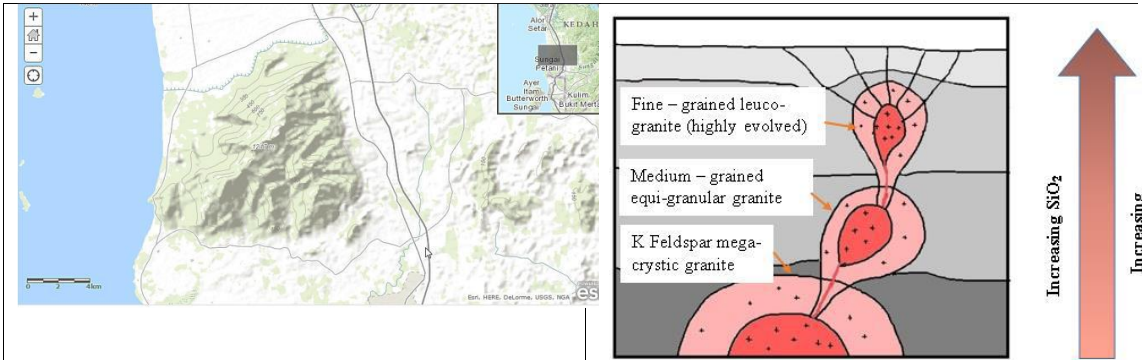 +
−
Alor
Setar
KEDAH
Sungai
Petani
Ayer
Itam
Butterworth
Sungai
Kulim
Bukit Merta
0 2 4km
Esri, HERE, DeLorme, USGS, NGA
es
Fine – grained leuco-
granite (highly evolved)
Medium – grained
equi-granular granite
K Feldspar mega-
crystic granite
Increasing SiO₂
Increasing